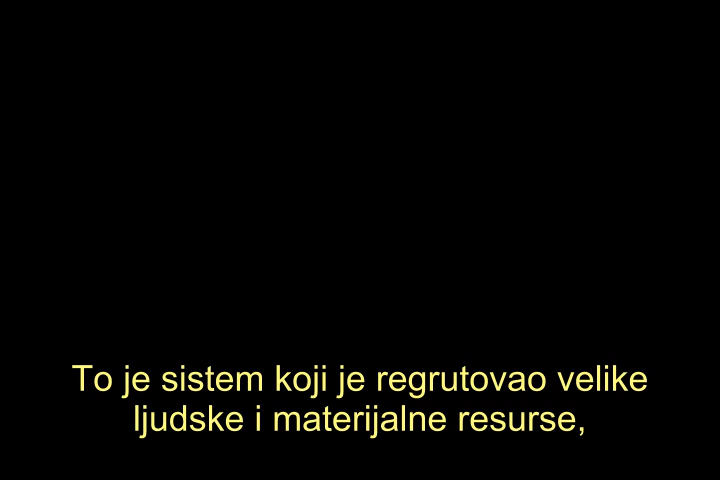 To je sistem koji je regrutovao velike
ljudske i materijalne resurse,